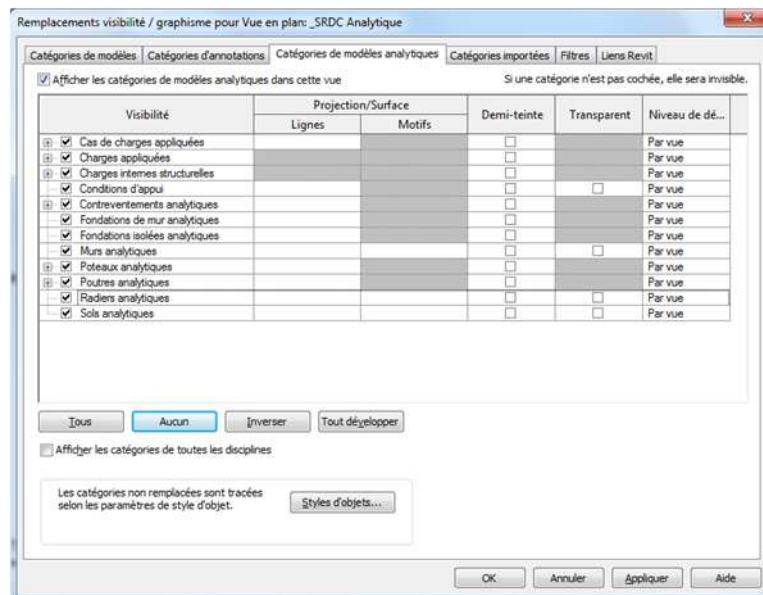 Remplacements visibilité / graphisme pour Vue en plan: _SRDC Analytique
Catégories de modèles Catégories d'annotations Catégories de modèles analytiques Catégories importées Filtres Liens Revit
Afficher les catégories de modèles analytiques dans cette vue Si une catégorie n'est pas cochée, elle sera invisible.
Visibilité Projection/Surface Demi-teinte Transparent Niveau de dé...
Lignes Motifs
Cas de charges appliquées Par vue
Charges appliquées Par vue
Charges internes structurelles Par vue
Conditions d'appui Par vue
Contreventements analytiques Par vue
Fondations de mur analytiques Par vue
Fondations isolées analytiques Par vue
Murs analytiques Par vue
Poteaux analytiques Par vue
Poutres analytiques Par vue
Radiers analytiques Par vue
Sols analytiques Par vue
Tous Aucun Inverser Tout développer
Afficher les catégories de toutes les disciplines
Les catégories non remplacées sont tracées
selon les paramètres de style d'objet.
Styles d'objets...
OK Annuler Appliquer Aide